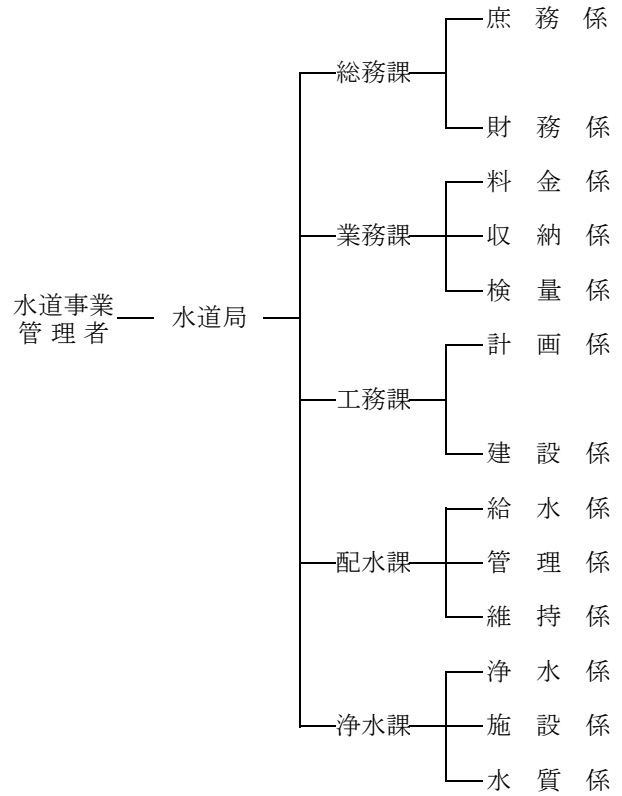 水道事業
管理者
水道局
総務課
庶務係
財務係
業務課
料金係
収納係
検量係
工務課
計画係
建設係
配水課
給水係
管理係
維持係
浄水課
浄水係
施設係
水質係